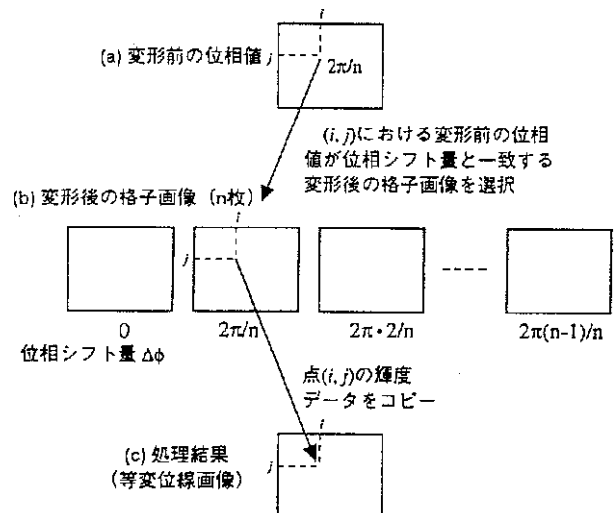 i
(a) 変形前の位相値 j
2π/n
(i, j)における変形前の位相
値が位相シフト量と一致する
変形後の格子画像を選択
(b) 変形後の格子画像（n枚）
i
j
0
2π/n
2π・2/n
2π(n-1)/n
位相シフト量 Δϕ
点(i, j)の輝度
データをコピー
i
(c) 処理結果
j
（等変位線画像）